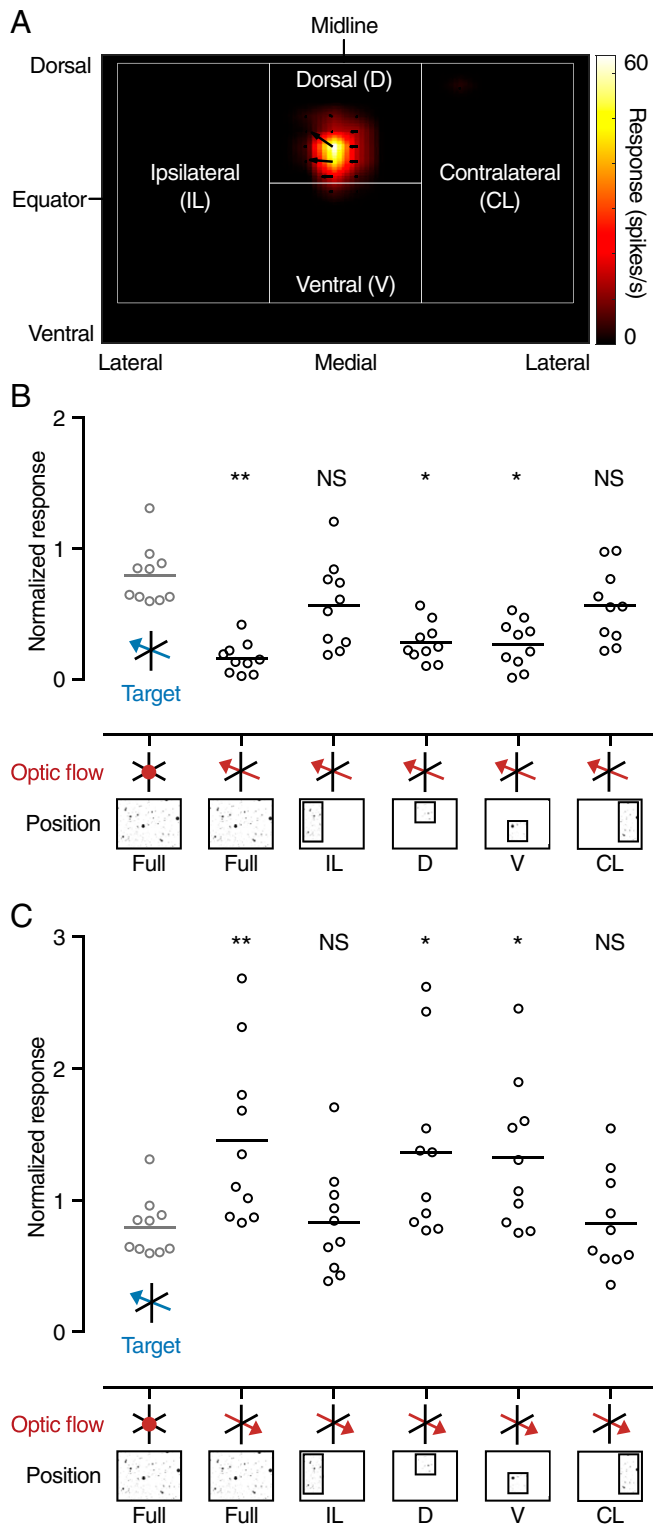 A
Midline
Dorsal
Dorsal (D)
60
Ipsilateral
(IL)
Contralateral
(CL)
Equator
Response (spikes/s)
Ventral (V)
Ventral
0
Lateral
Medial
Lateral
B
2
** NS * * NS
Normalized response
1
0
Target
Optic flow
Position
Full Full IL D V CL
C
3
** NS * * NS
2
Normalized response
1
0
Target
Optic flow
Position
Full Full IL D V CL